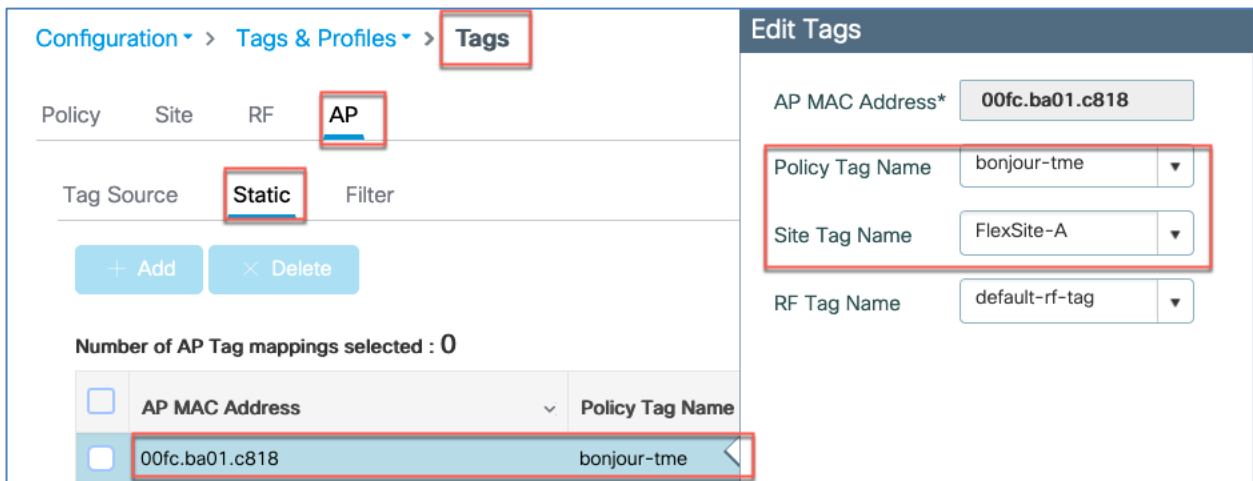 Configuration > Tags & Profiles > Tags
Policy Site RF AP
Tag Source Static Filter
+ Add × Delete
Number of AP Tag mappings selected : 0
AP MAC Address Policy Tag Name
00fc.ba01.c818 bonjour-tme
Edit Tags
AP MAC Address* 00fc.ba01.c818
Policy Tag Name bonjour-tme
Site Tag Name FlexSite-A
RF Tag Name default-rf-tag